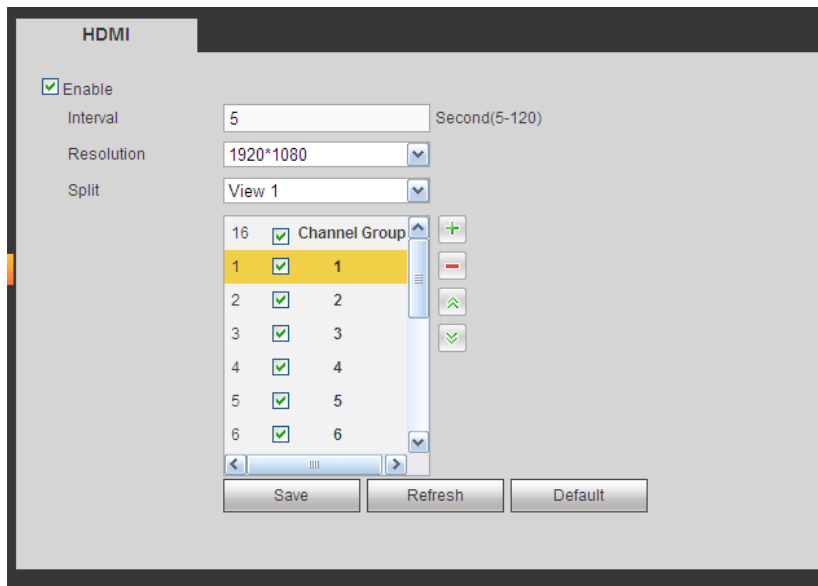 HDMI
Enable
Interval 5 Second(5-120)
Resolution 1920*1080
Split View 1
16 Channel Group
1 1
2 2
3 3
4 4
5 5
6 6
Save Refresh Default